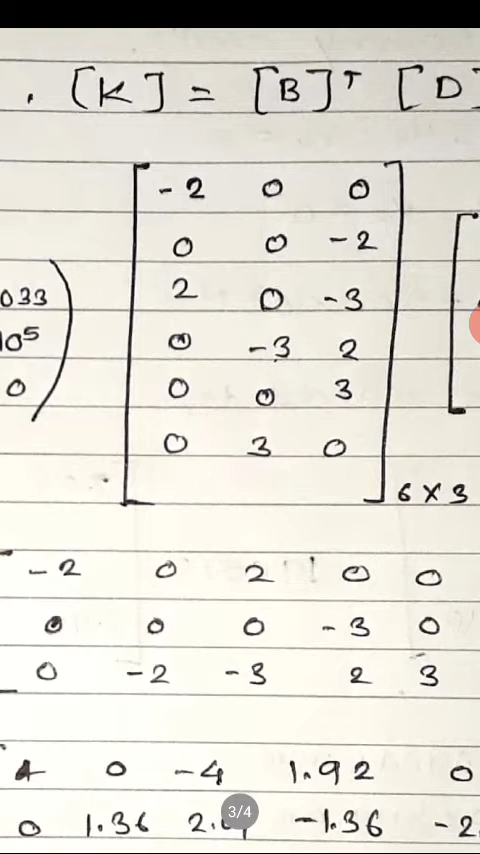 . [K] = [B]ᵀ [D]
-2 0 0
0 0 -2
033 2 0 -3
10⁵ 0 -3 2
0 0 0 3
0 3 0
6 × 3
-2 0 2 0 0
0 0 0 -3 0
0 -2 -3 2 3
4 0 -4 1.92 0
3/4
0 1.36 -1.36 -2.